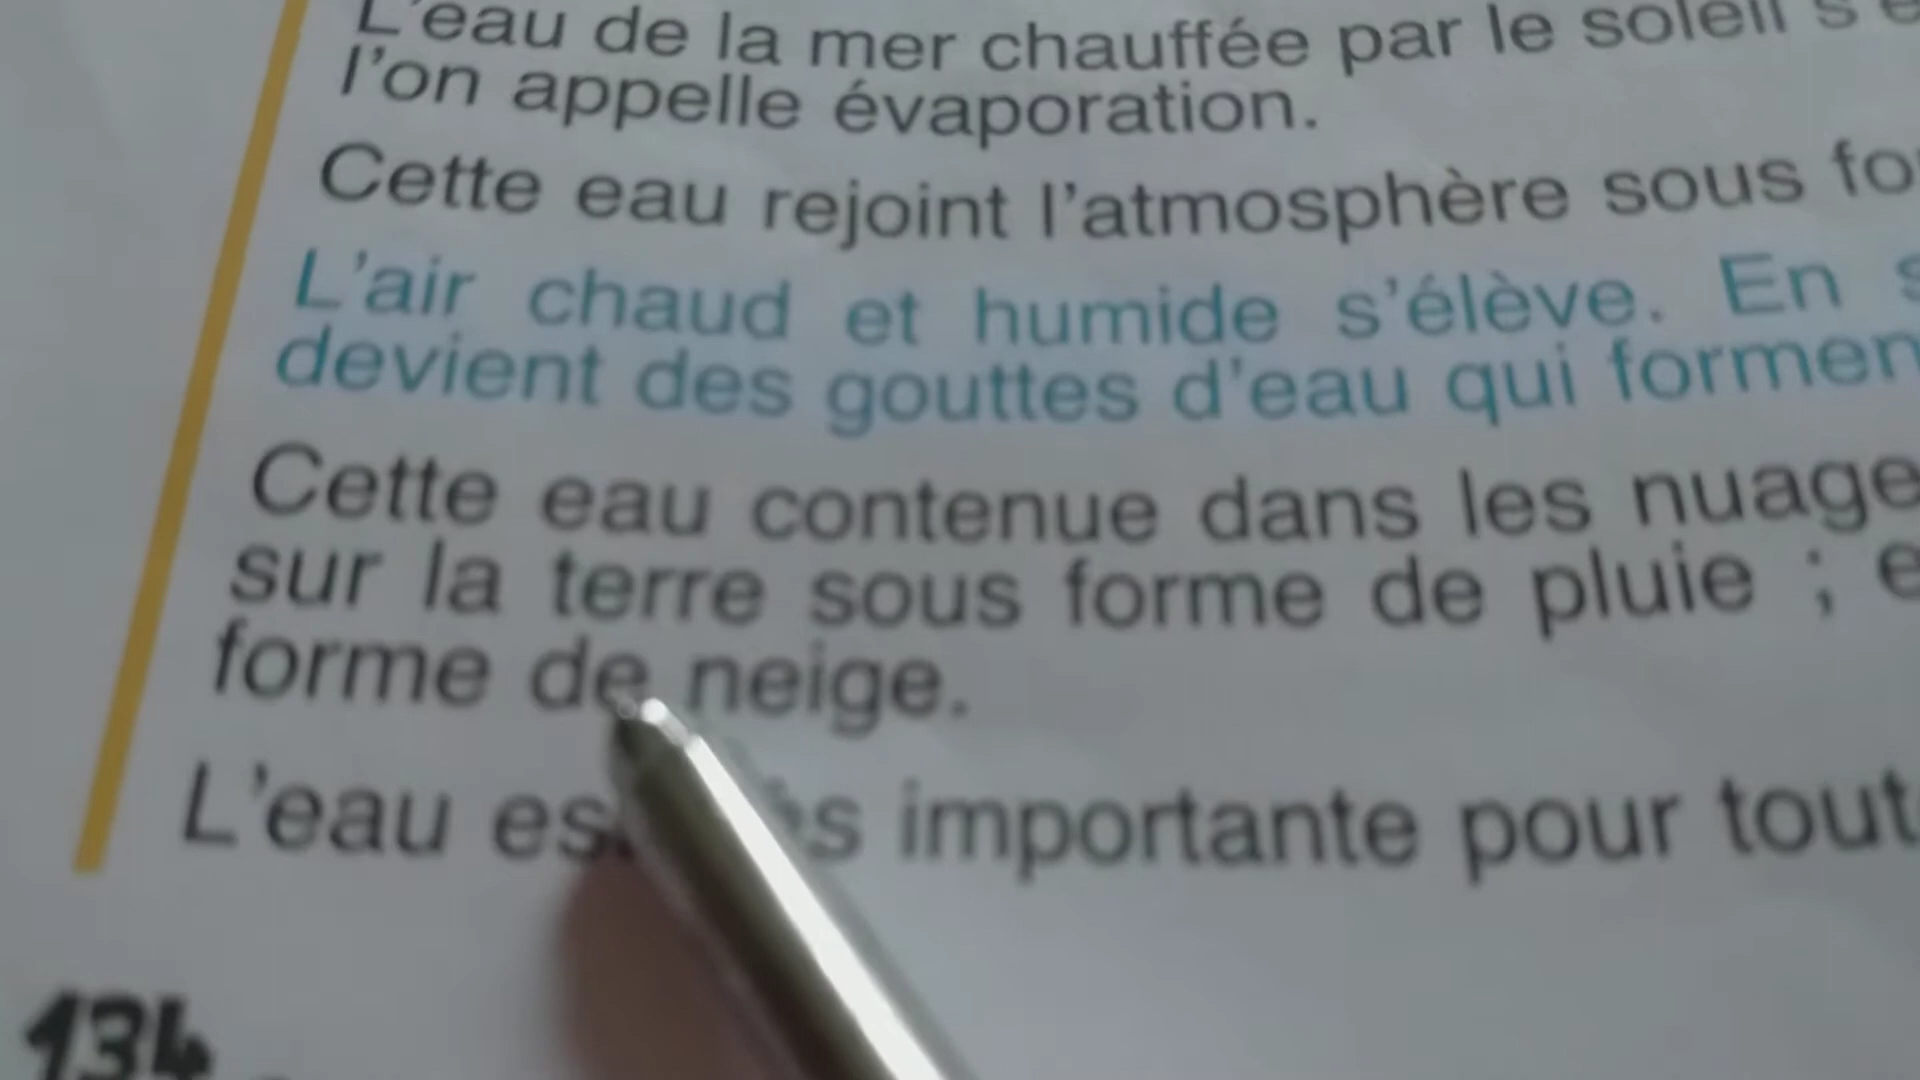 L'eau de la mer chauffée par le soleil s'é
l'on appelle évaporation.
Cette eau rejoint l'atmosphère sous fo
L'air chaud et humide s'élève. En s
devient des gouttes d'eau qui formen
Cette eau contenue dans les nuage
sur la terre sous forme de pluie ; e
forme de neige.
L'eau es importante pour tout
134